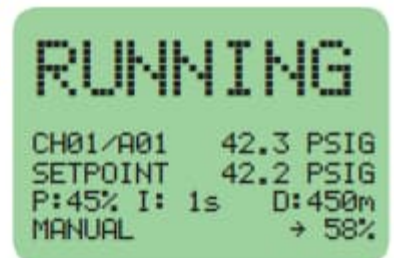 RUNNING
CH01/A01 42.3 PSIG
SETPOINT 42.2 PSIG
P:45% I: 1s D:450m
MANUAL → 58%